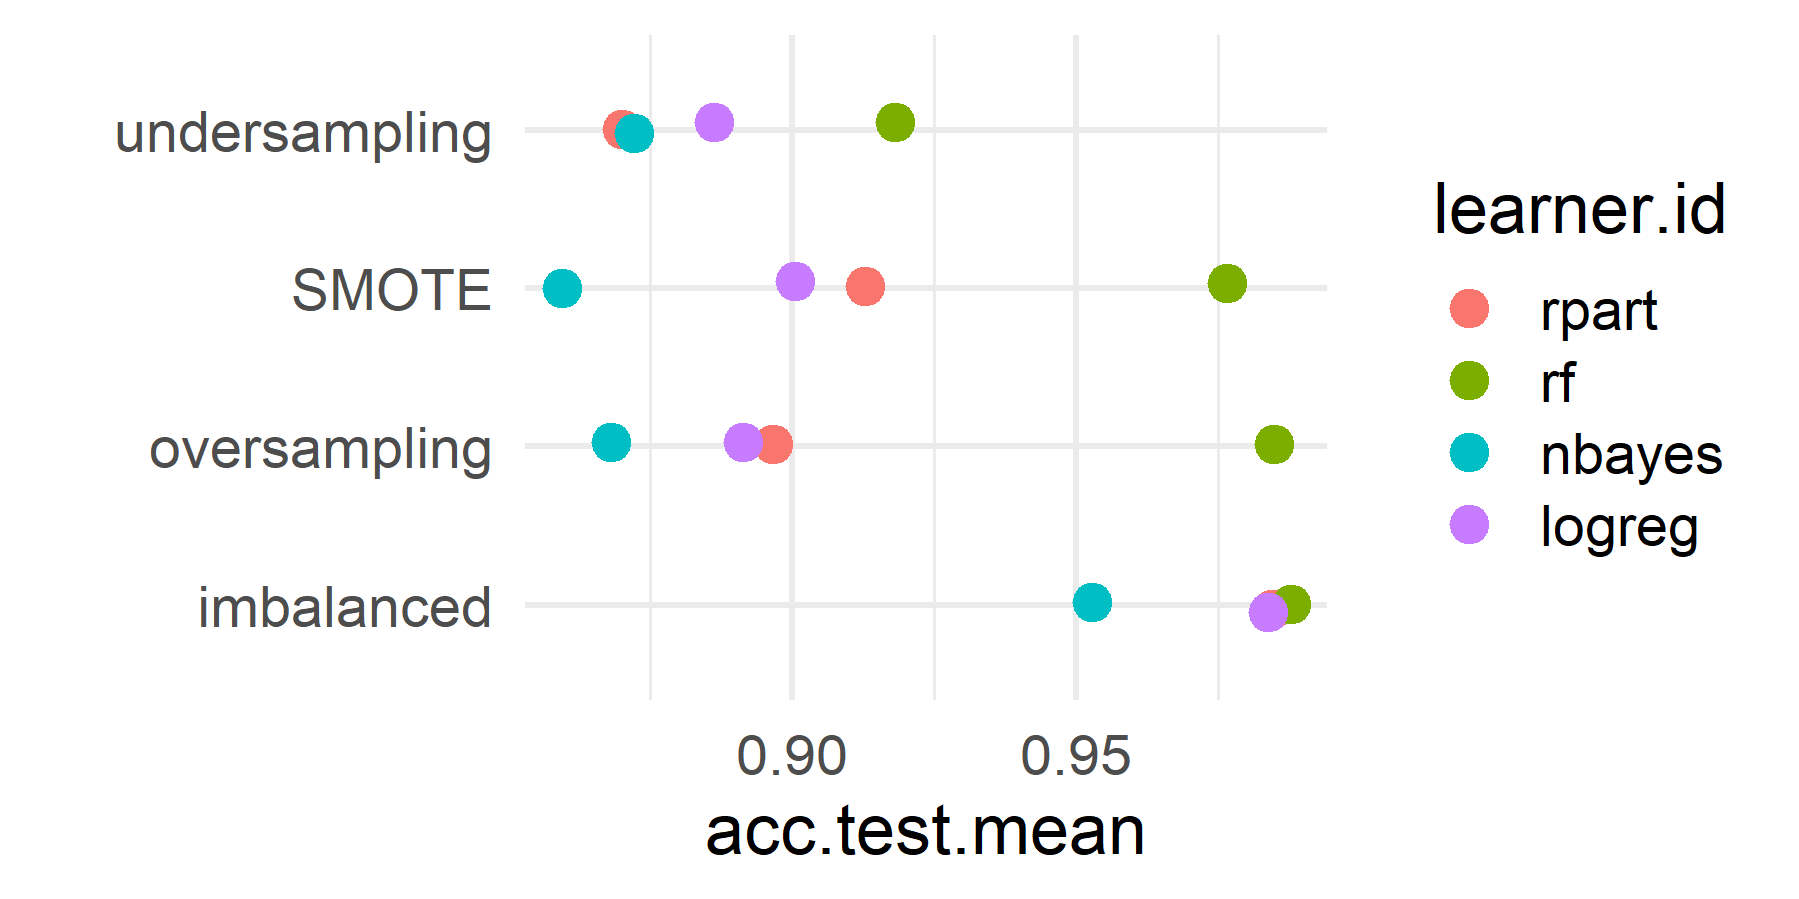 undersampling
SMOTE
oversampling
imbalanced
0.90 0.95
acc.test.mean
learner.id
rpart
rf
nbayes
logreg